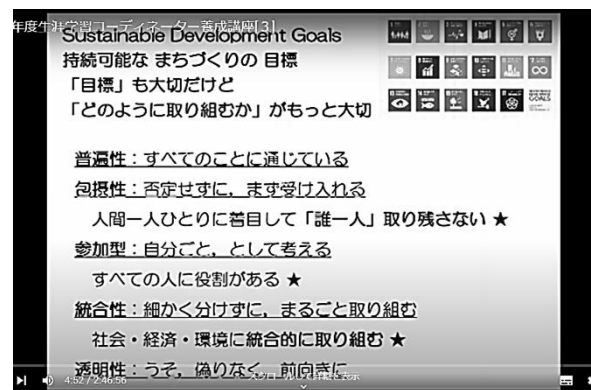 年度生涯学習コーディネーター養成講座[3]
Sustainable Development Goals
持続可能な まちづくりの 目標
「目標」も大切だけど
「どのように取り組むか」がもっと大切
普遍性：すべてのことに通じている
包摂性：否定せずに，まず受け入れる
人間一人ひとりに着目して「誰一人」取り残さない ★
参加型：自分ごと，として考える
すべての人に役割がある ★
統合性：細かく分けずに，まるごと取り組む
社会・経済・環境に統合的に取り組む ★
透明性：うそ，偽りなく，前向きに
4:52 / 2:46:56